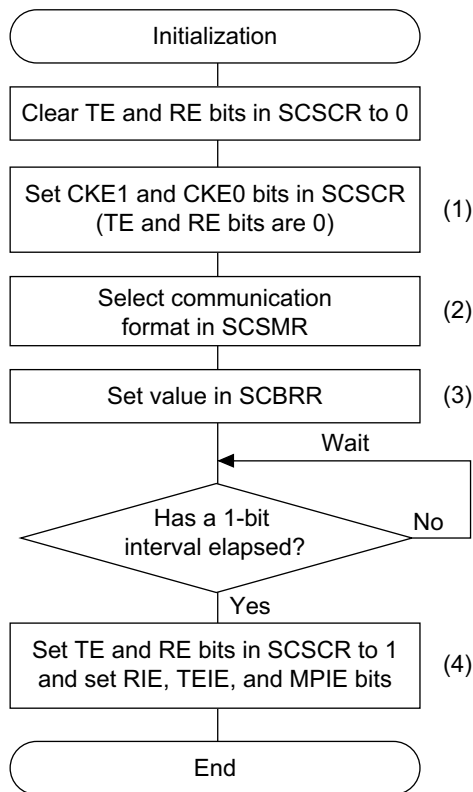 Initialization
Clear TE and RE bits in SCSCR to 0
Set CKE1 and CKE0 bits in SCSCR
(TE and RE bits are 0)
(1)
Select communication
format in SCSMR
(2)
Set value in SCBRR
(3)
Wait
Has a 1-bit
interval elapsed?
No
Yes
Set TE and RE bits in SCSCR to 1
and set RIE, TEIE, and MPIE bits
(4)
End